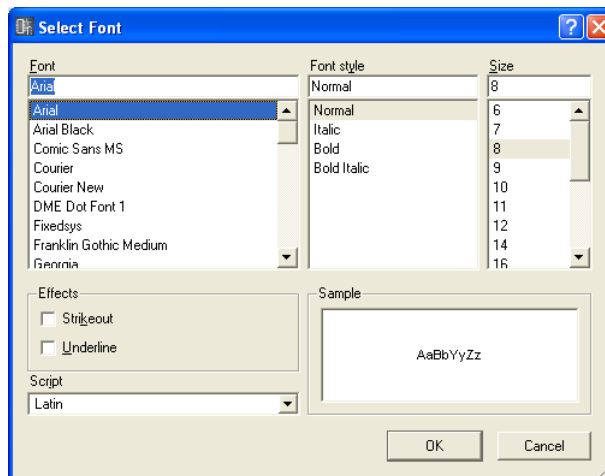 Select Font
Font
Font style
Size
Arial
Normal
8
Arial
Arial Black
Comic Sans MS
Courier
Courier New
DME Dot Font 1
Fixedsys
Franklin Gothic Medium
Georgia
Normal
Italic
Bold
Bold Italic
6
7
8
9
10
11
12
14
16
Effects
Strikeout
Underline
Sample
AaBbYyZz
Script
Latin
OK
Cancel